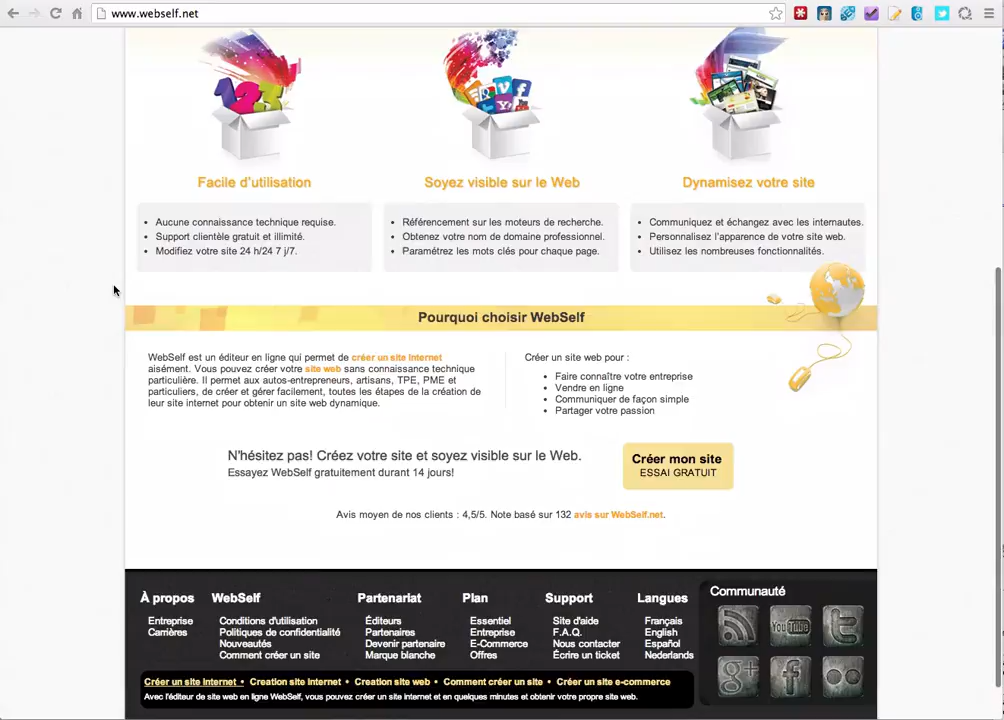 www.webself.net
123
Facile d'utilisation
Soyez visible sur le Web
Dynamisez votre site
• Aucune connaissance technique requise.
• Support clientèle gratuit et illimité.
• Modifiez votre site 24 h/24 7 j/7.
• Référencement sur les moteurs de recherche.
• Obtenez votre nom de domaine professionnel.
• Paramétrez les mots clés pour chaque page.
• Communiquez et échangez avec les internautes.
• Personnalisez l'apparence de votre site web.
• Utilisez les nombreuses fonctionnalités.
Pourquoi choisir WebSelf
WebSelf est un éditeur en ligne qui permet de créer un site Internet
aisément. Vous pouvez créer votre site web sans connaissance technique
particulière. Il permet aux autos-entrepreneurs, artisans, TPE, PME et
particuliers, de créer et gérer facilement, toutes les étapes de la création de
leur site internet pour obtenir un site web dynamique.
Créer un site web pour :
• Faire connaître votre entreprise
• Vendre en ligne
• Communiquer de façon simple
• Partager votre passion
N'hésitez pas! Créez votre site et soyez visible sur le Web.
Essayez WebSelf gratuitement durant 14 jours!
Créer mon site
ESSAI GRATUIT
Avis moyen de nos clients : 4,5/5. Note basé sur 132 avis sur WebSelf.net.
À propos
Entreprise
Carrières
WebSelf
Conditions d'utilisation
Politiques de confidentialité
Nouveautés
Comment créer un site
Partenariat
Éditeurs
Partenaires
Devenir partenaire
Marque blanche
Plan
Essentiel
Entreprise
E-Commerce
Offres
Support
Site d'aide
F.A.Q.
Nous contacter
Écrire un ticket
Langues
Français
English
Español
Nederlands
Communauté
YouTube
t
g+
f
Créer un site Internet • Creation site Internet • Creation site web • Comment créer un site • Créer un site e-commerce
Avec l'éditeur de site web en ligne WebSelf, vous pouvez créer un site internet en quelques minutes et obtenir votre propre site web.